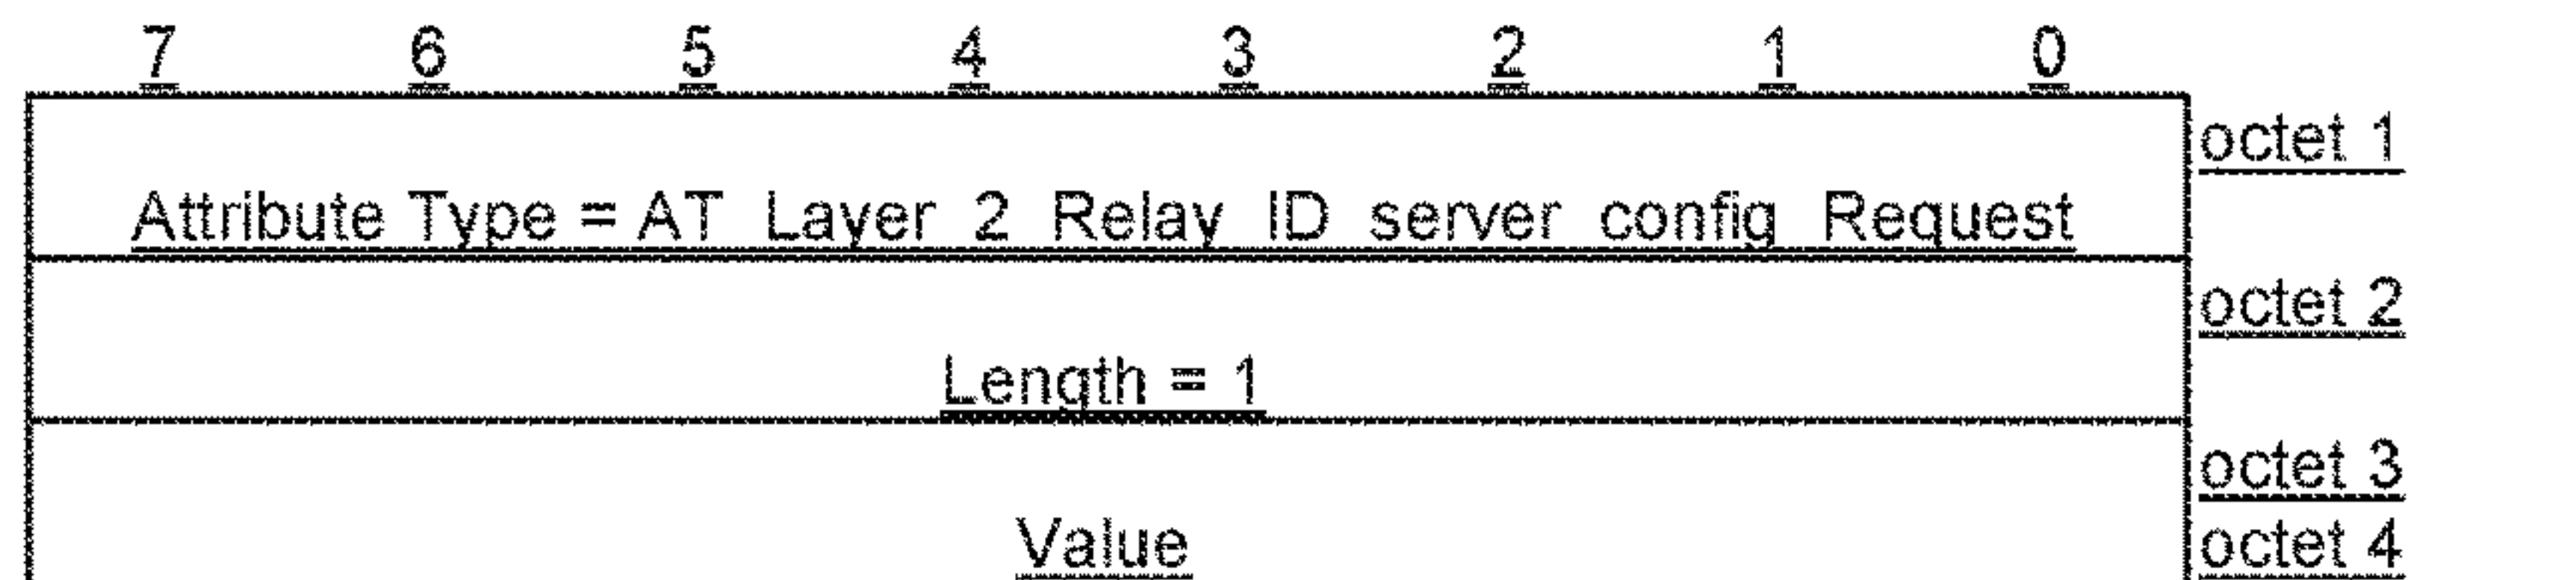 7 6 5 4 3 2 1 0
octet 1
Attribute Type = AT_Layer_2_Relay_ID_server_config_Request
octet 2
Length = 1
octet 3
Value octet 4